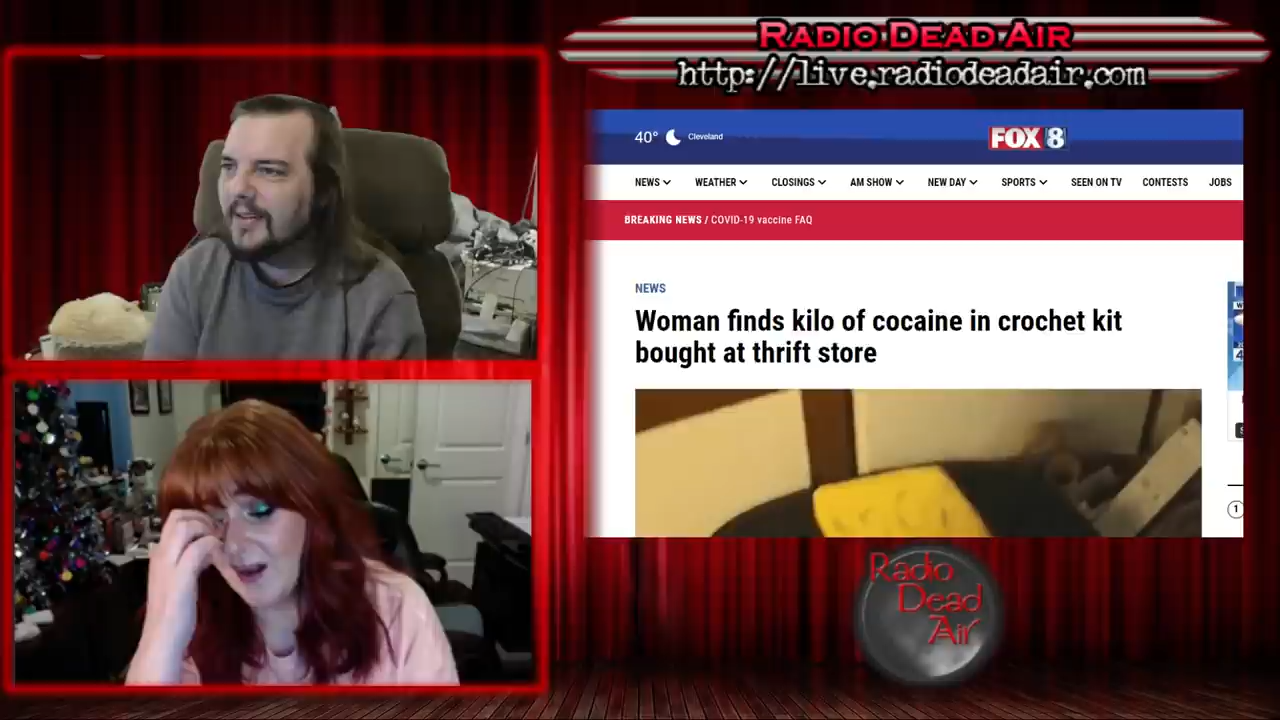 RADIO DEAD AIR
http://live.radiodeadair.com
40° Cleveland
FOX 8
NEWS WEATHER CLOSINGS AM SHOW NEW DAY SPORTS SEEN ON TV CONTESTS JOBS
BREAKING NEWS / COVID-19 vaccine FAQ
NEWS
Woman finds kilo of cocaine in crochet kit
bought at thrift store
1
Radio
Dead
Air